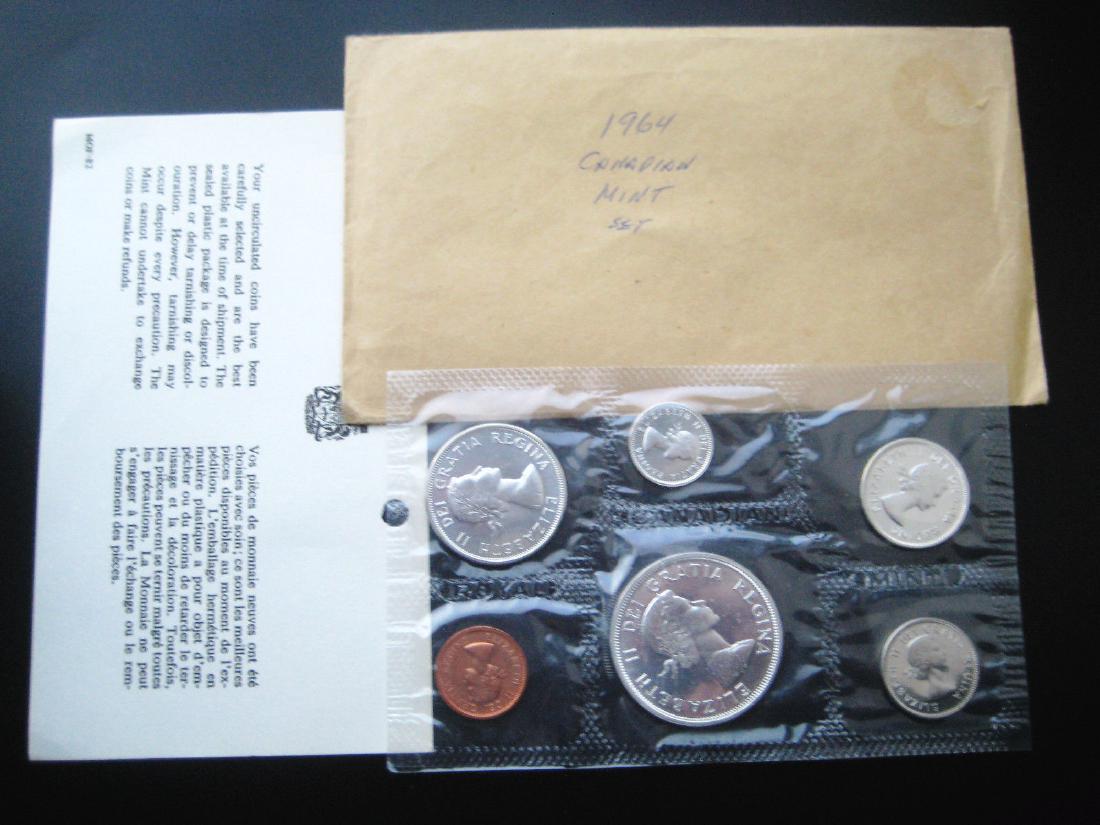 1964
CANADIAN
MINT
SET
MOF-82
Your uncirculated coins have been
carefully selected and are the best
available at the time of shipment. The
sealed plastic package is designed to
prevent or delay tarnishing or discol-
ouration. However, tarnishing may
occur despite every precaution. The
Mint cannot undertake to exchange
coins or make refunds.
Vos pièces de monnaie neuves ont été
choisies avec soin; ce sont les meilleures
pièces disponibles au moment de l'ex-
pédition. L'emballage hermétique en
matière plastique a pour objet d'em-
pêcher ou du moins de retarder le ter-
nissage et la décoloration. Toutefois,
les pièces peuvent se ternir malgré toutes
les précautions. La Monnaie ne peut
s'engager à faire l'échange ou le rem-
boursement des pièces.
ELIZABETH II DEI GRATIA REGINA
CANADIAN
ROYAL
MINT
ELIZABETH II DEI GRATIA REGINA